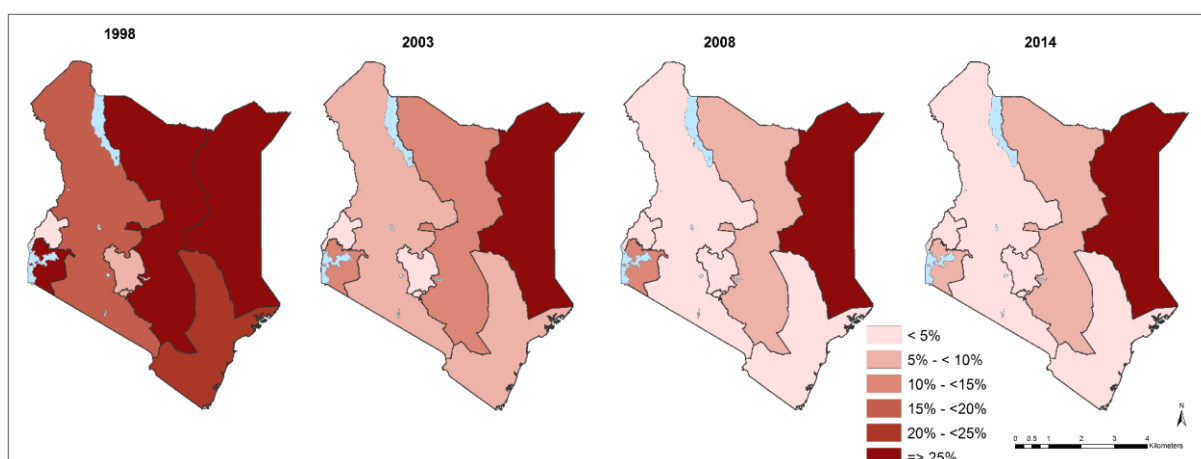 1998
2003
2008
2014
< 5%
5% - < 10%
10% - <15%
15% - <20%
20% - <25%
=> 25%
N
0 0.5 1 2 3 4
Kilometers